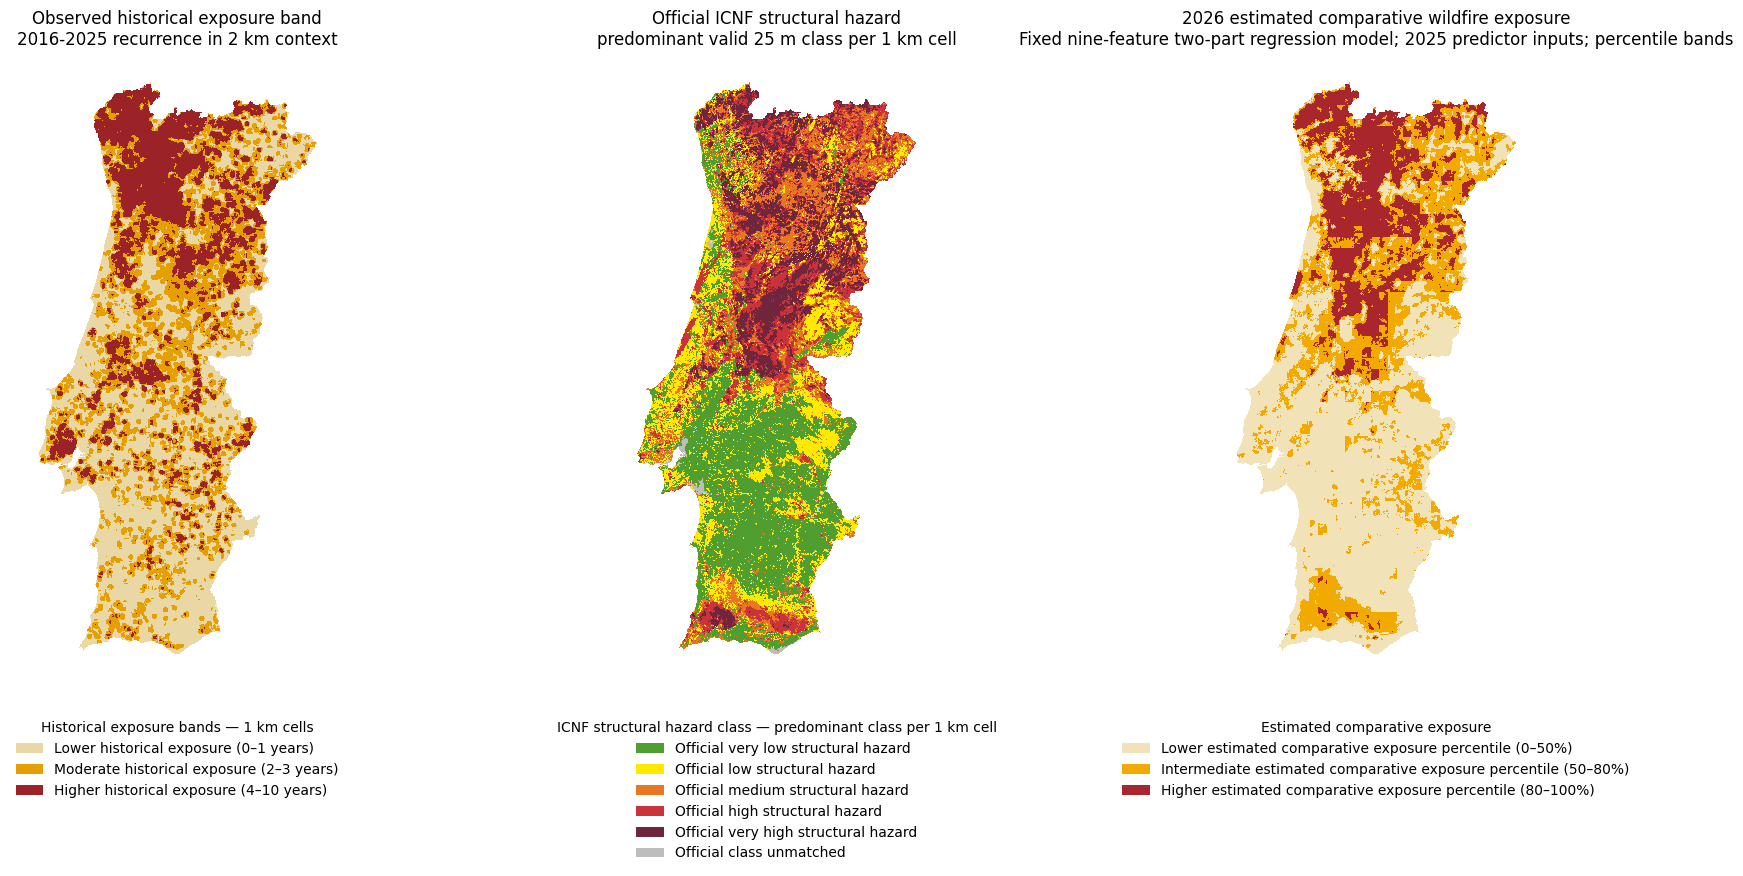 Observed historical exposure band
2016-2025 recurrence in 2 km context
Official ICNF structural hazard
predominant valid 25 m class per 1 km cell
2026 estimated comparative wildfire exposure
Fixed nine-feature two-part regression model; 2025 predictor inputs; percentile bands
Historical exposure bands — 1 km cells
Lower historical exposure (0–1 years)
Moderate historical exposure (2–3 years)
Higher historical exposure (4–10 years)
ICNF structural hazard class — predominant class per 1 km cell
Official very low structural hazard
Official low structural hazard
Official medium structural hazard
Official high structural hazard
Official very high structural hazard
Official class unmatched
Estimated comparative exposure
Lower estimated comparative exposure percentile (0–50%)
Intermediate estimated comparative exposure percentile (50–80%)
Higher estimated comparative exposure percentile (80–100%)